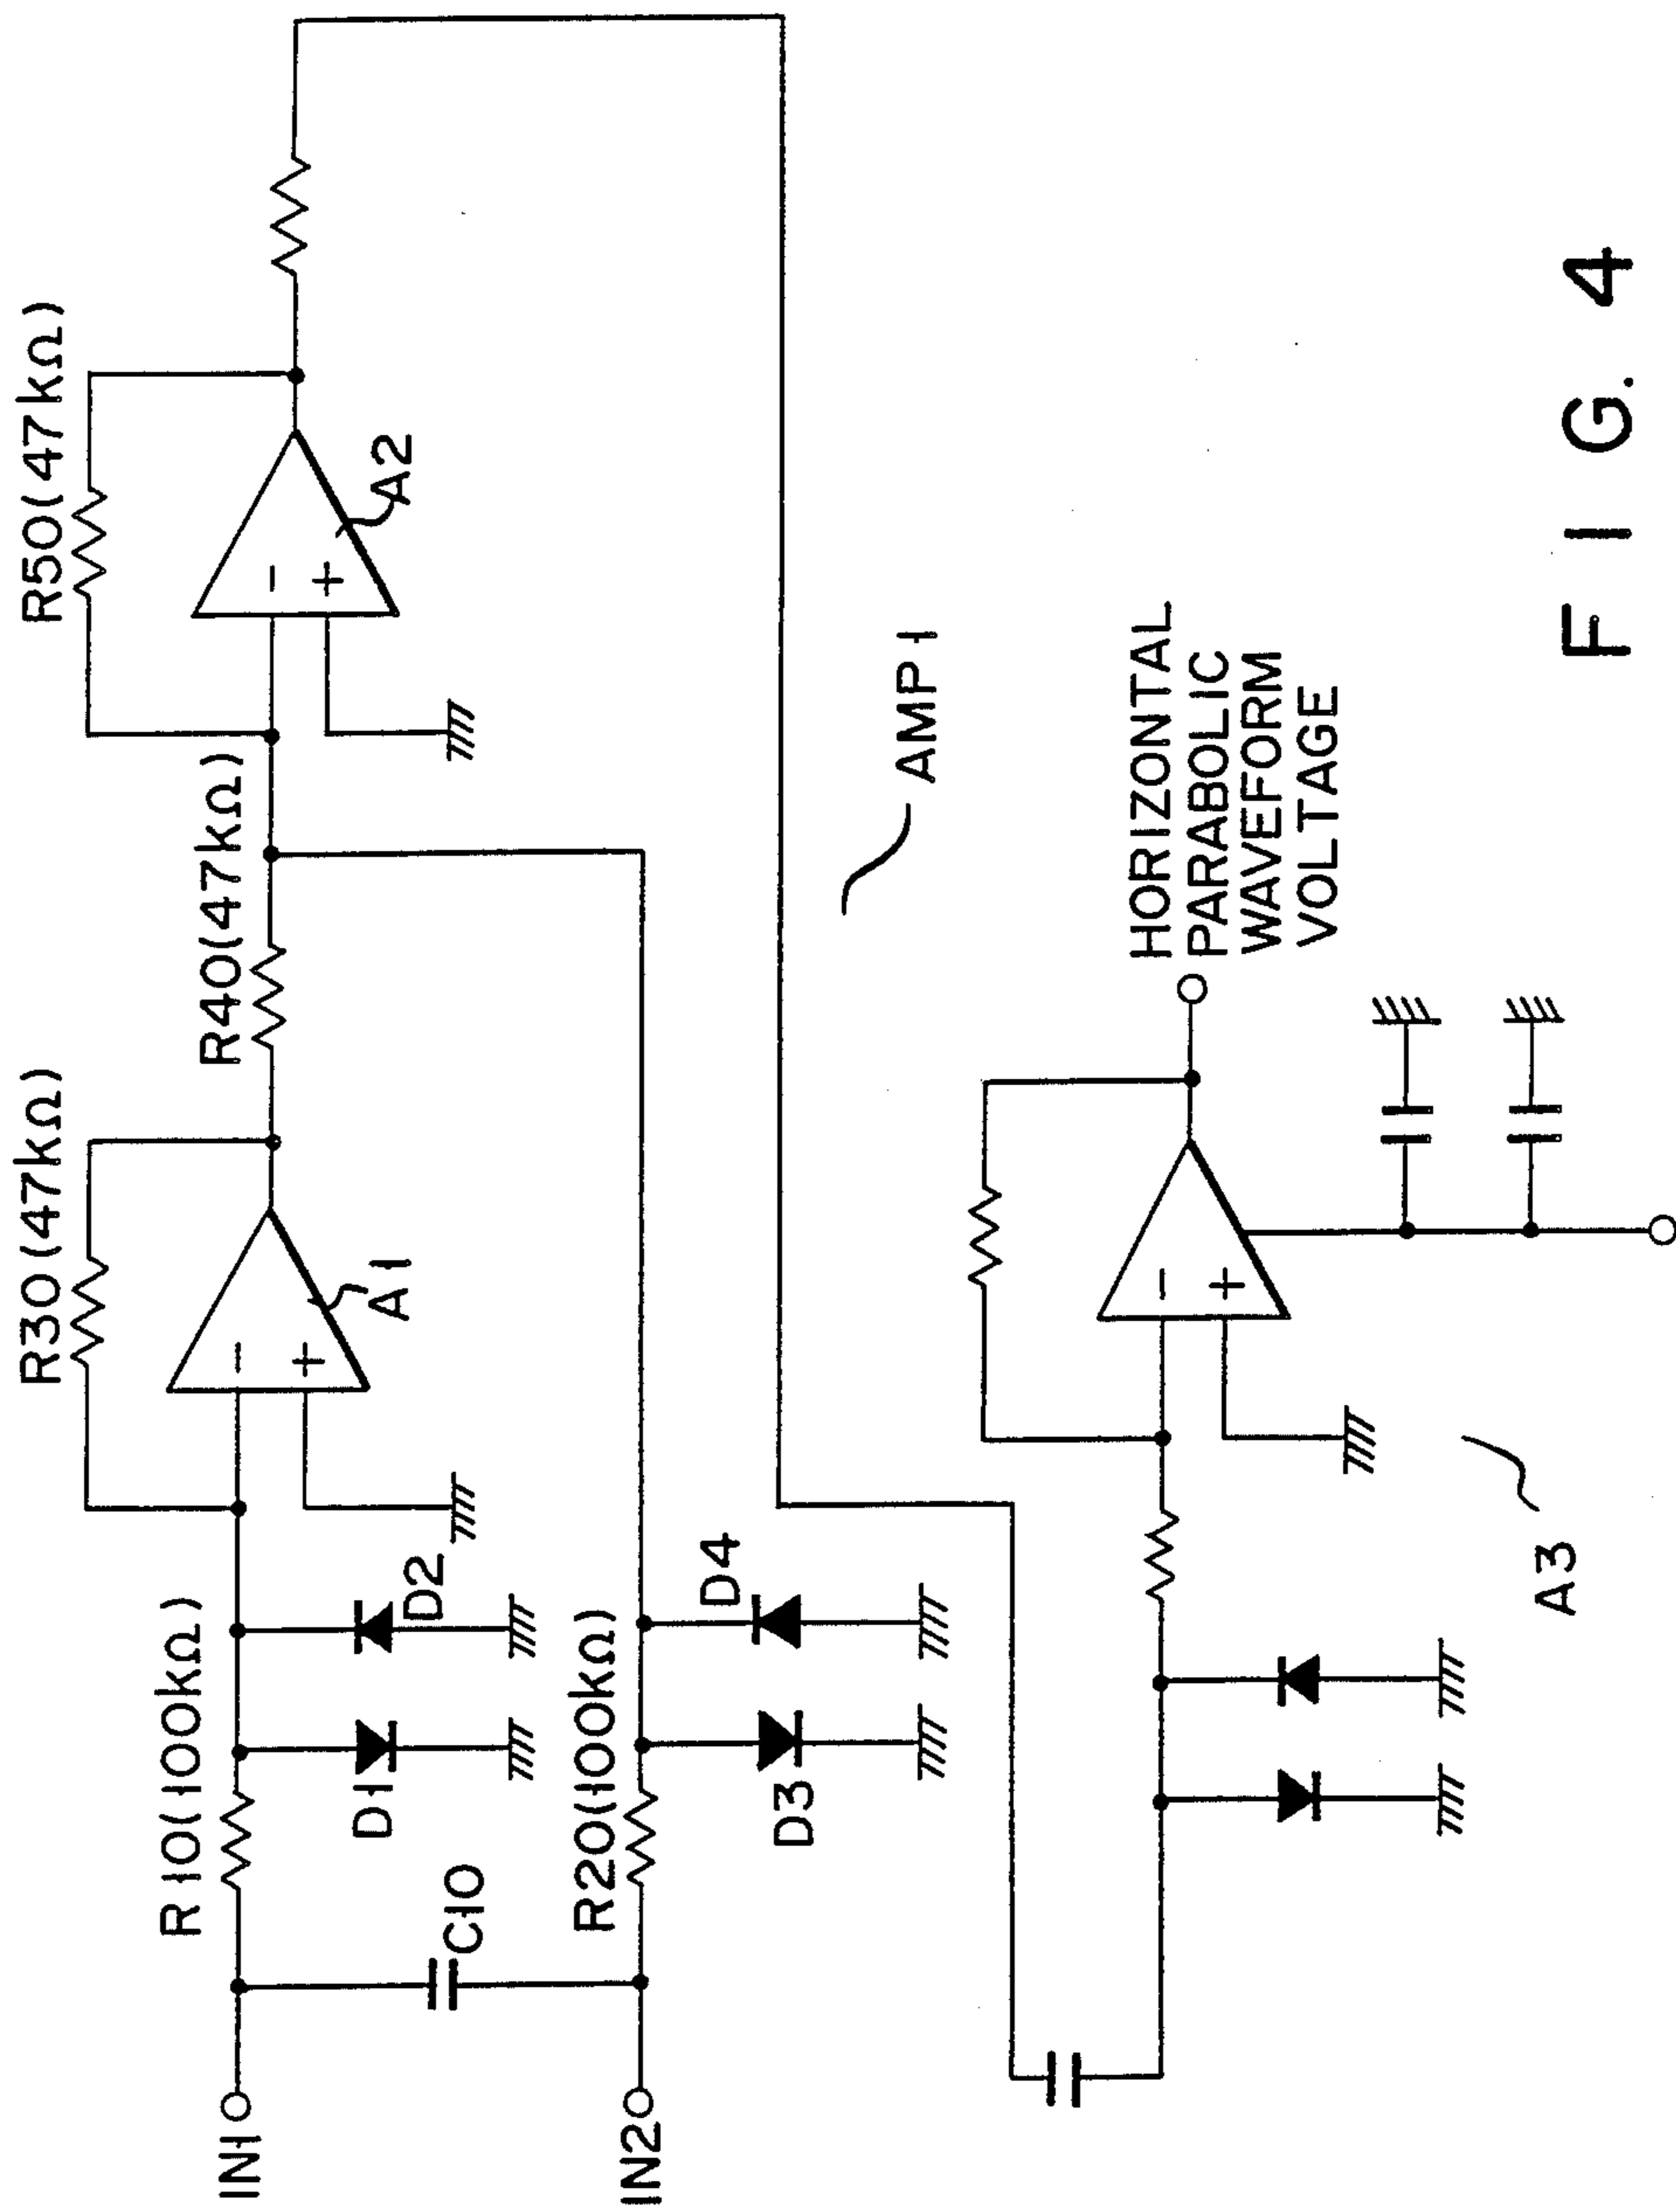 R50(47kΩ)
R30(47kΩ)
R40(47kΩ)
R10(100kΩ)
-
+
A1
-
+
A2
IN1
C10
D1
D2
R20(100kΩ)
IN2
D3
D4
AMP1
HORIZONTAL
PARABOLIC
WAVEFORM
VOLTAGE
-
+
A3
FIG. 4